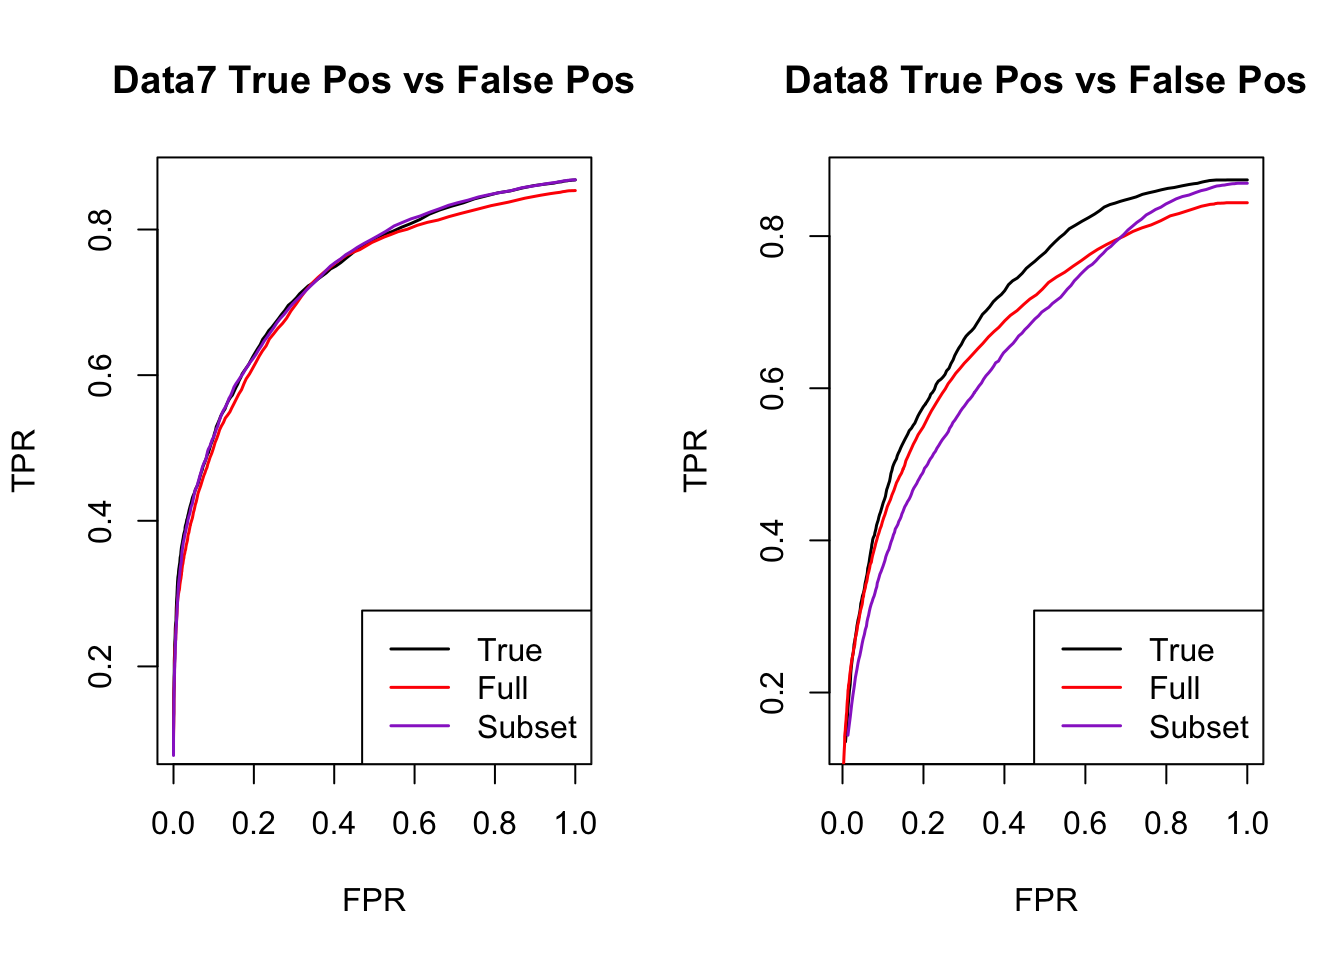 Data7 True Pos vs False Pos
TPR
0.8
0.6
0.4
0.2
True
Full
Subset
0.0 0.2 0.4 0.6 0.8 1.0
FPR
Data8 True Pos vs False Pos
TPR
0.8
0.6
0.4
0.2
True
Full
Subset
0.0 0.2 0.4 0.6 0.8 1.0
FPR